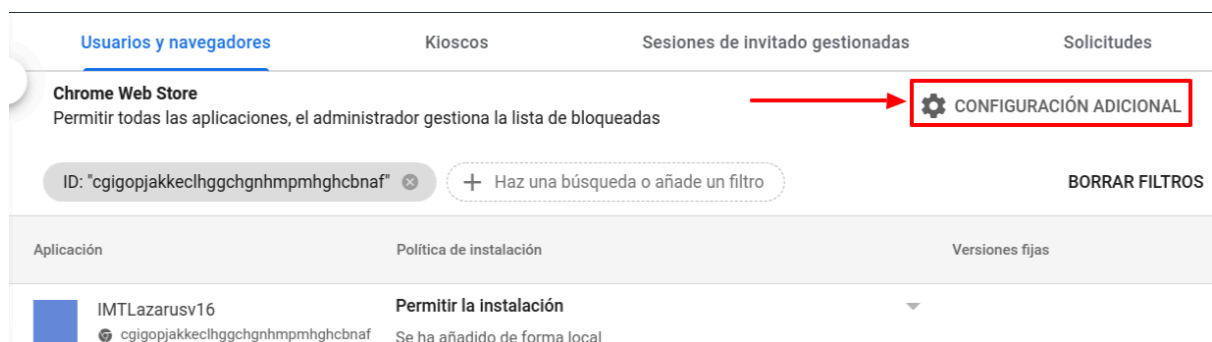 Usuarios y navegadores
Kioscos
Sesiones de invitado gestionadas
Solicitudes
Chrome Web Store
Permitir todas las aplicaciones, el administrador gestiona la lista de bloqueadas
CONFIGURACIÓN ADICIONAL
ID: "cgigopjakkeclhggchgnhmpmhghcbnaf"
Haz una búsqueda o añade un filtro
BORRAR FILTROS
Aplicación
Política de instalación
Versiones fijas
IMTLazarusv16
Permitir la instalación
cgigopjakkeclhggchgnhmpmhghcbnaf
Se ha añadido de forma local